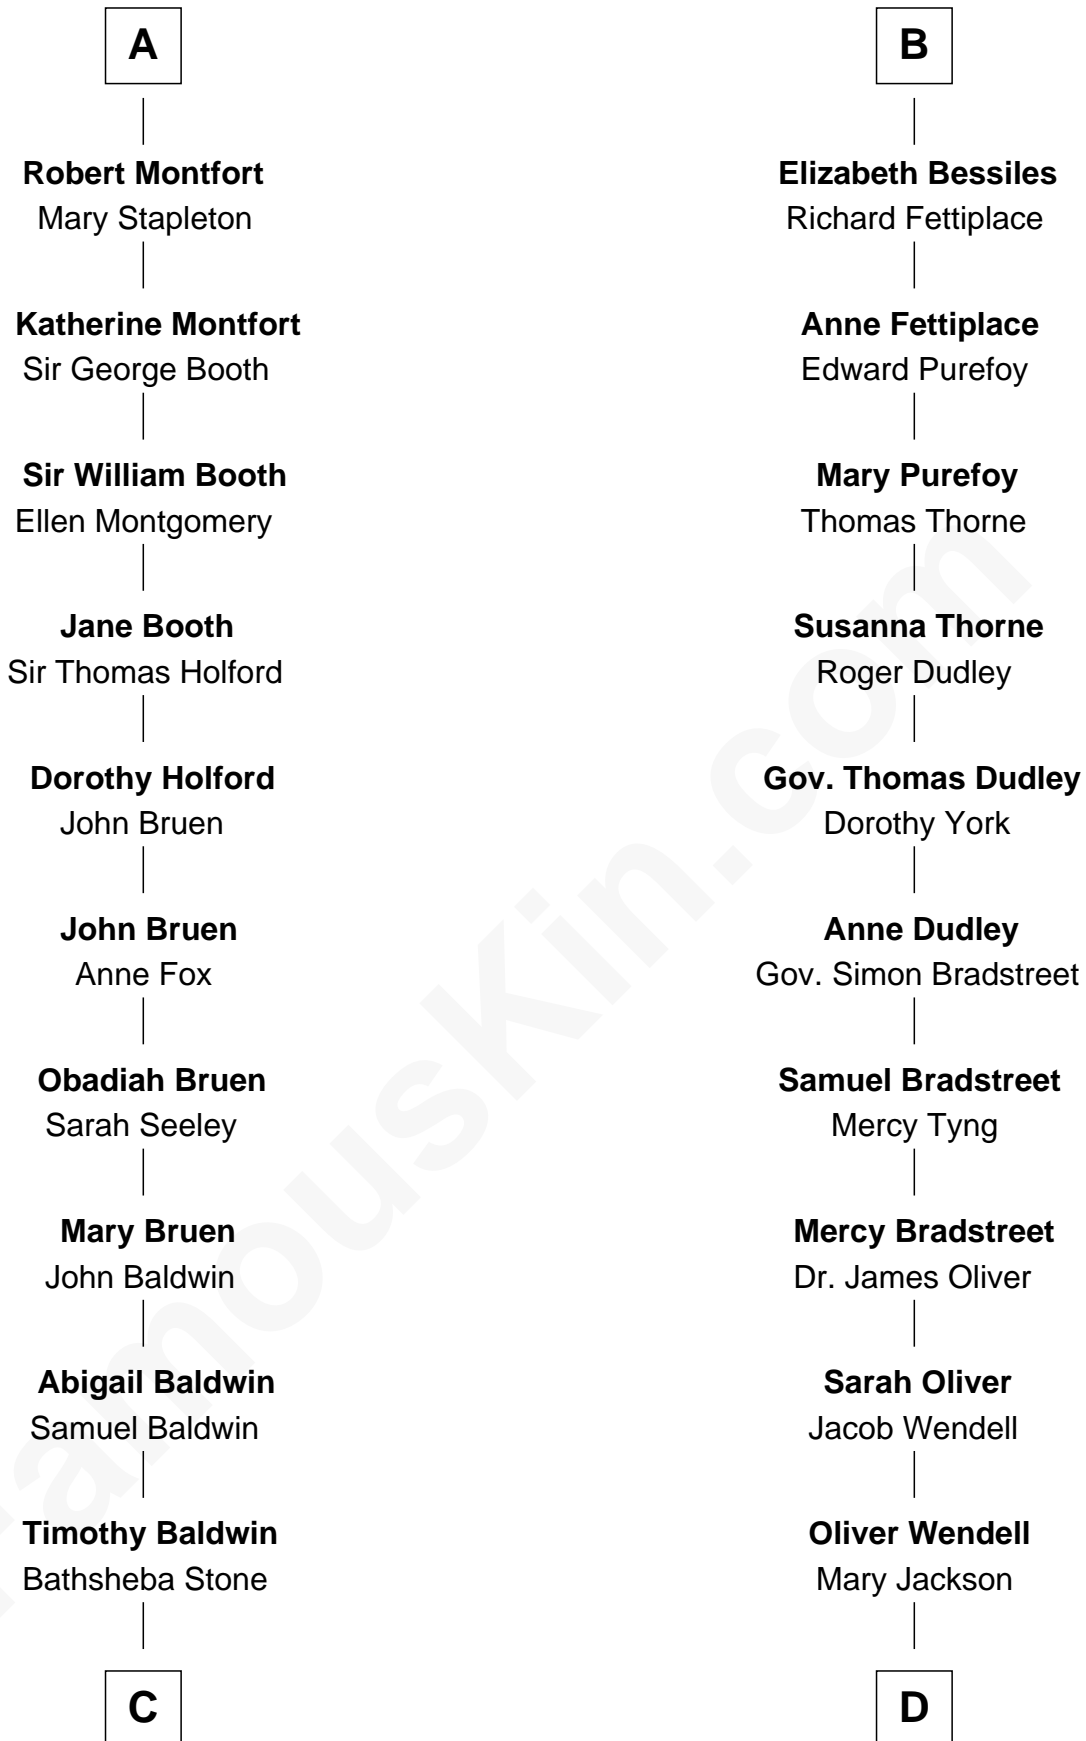 A
Robert Montfort
Mary Stapleton
Katherine Montfort
Sir George Booth
Sir William Booth
Ellen Montgomery
Jane Booth
Sir Thomas Holford
Dorothy Holford
John Bruen
John Bruen
Anne Fox
Obadiah Bruen
Sarah Seeley
Mary Bruen
John Baldwin
Abigail Baldwin
Samuel Baldwin
Timothy Baldwin
Bathsheba Stone
C
B
Elizabeth Bessiles
Richard Fettiplace
Anne Fettiplace
Edward Purefoy
Mary Purefoy
Thomas Thorne
Susanna Thorne
Roger Dudley
Gov. Thomas Dudley
Dorothy York
Anne Dudley
Gov. Simon Bradstreet
Samuel Bradstreet
Mercy Tyng
Mercy Bradstreet
Dr. James Oliver
Sarah Oliver
Jacob Wendell
Oliver Wendell
Mary Jackson
D
FamousKin.com